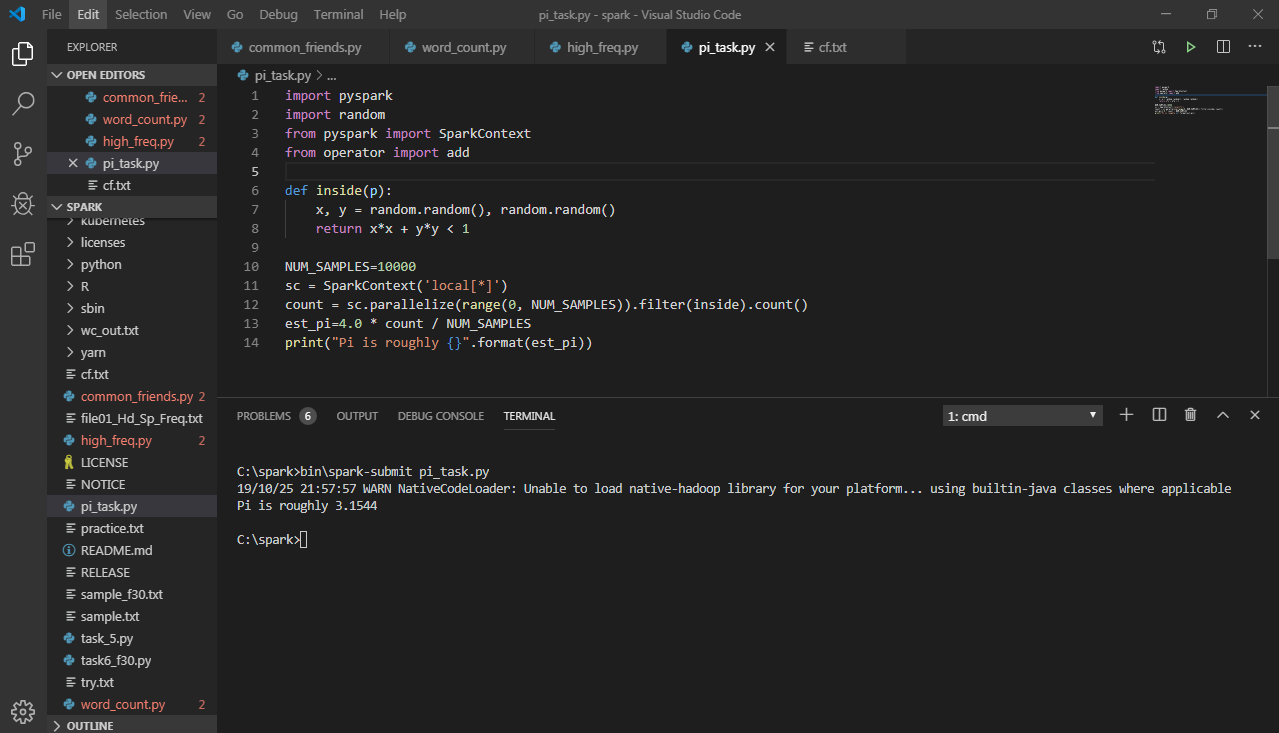 File Edit Selection View Go Debug Terminal Help pi_task.py - spark - Visual Studio Code
EXPLORER
OPEN EDITORS
common_frie... 2
word_count.py 2
high_freq.py 2
pi_task.py
cf.txt
SPARK
kubernetes
licenses
python
R
sbin
wc_out.txt
yarn
cf.txt
common_friends.py 2
file01_Hd_Sp_Freq.txt
high_freq.py 2
LICENSE
NOTICE
pi_task.py
practice.txt
README.md
RELEASE
sample_f30.txt
sample.txt
task_5.py
task6_f30.py
try.txt
word_count.py 2
OUTLINE
common_friends.py word_count.py high_freq.py pi_task.py cf.txt
pi_task.py > ...
1 import pyspark
2 import random
3 from pyspark import SparkContext
4 from operator import add
5
6 def inside(p):
7 x, y = random.random(), random.random()
8 return x*x + y*y < 1
9
10 NUM_SAMPLES=10000
11 sc = SparkContext('local[*]')
12 count = sc.parallelize(range(0, NUM_SAMPLES)).filter(inside).count()
13 est_pi=4.0 * count / NUM_SAMPLES
14 print("Pi is roughly {}".format(est_pi))
PROBLEMS 6 OUTPUT DEBUG CONSOLE TERMINAL 1: cmd
C:\spark>bin\spark-submit pi_task.py
19/10/25 21:57:57 WARN NativeCodeLoader: Unable to load native-hadoop library for your platform... using builtin-java classes where applicable
Pi is roughly 3.1544
C:\spark>